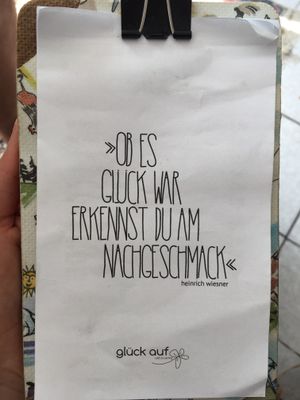 »OB ES
GLÜCK WAR
ERKENNST DU AM
NACHGESCHMACK«
heinrich wiesner
glück auf